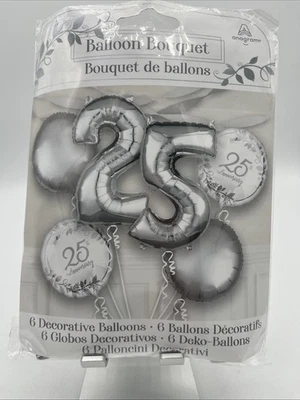 Balloon Bouquet
anagram
Bouquet de ballons
25
25
Anniversary
25
Anniversary
6 Decorative Balloons · 6 Ballons Décoratifs
6 Globos Decorativos · 6 Deko-Ballons
6 Palloncini Decorativi